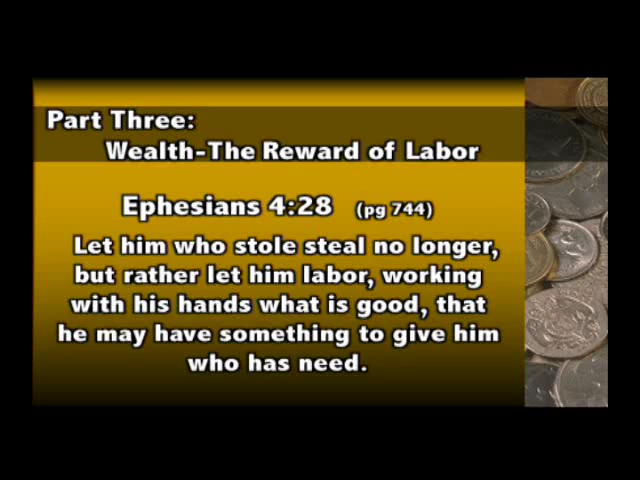 Part Three:
Wealth-The Reward of Labor
Ephesians 4:28 (pg 744)
Let him who stole steal no longer,
but rather let him labor, working
with his hands what is good, that
he may have something to give him
who has need.